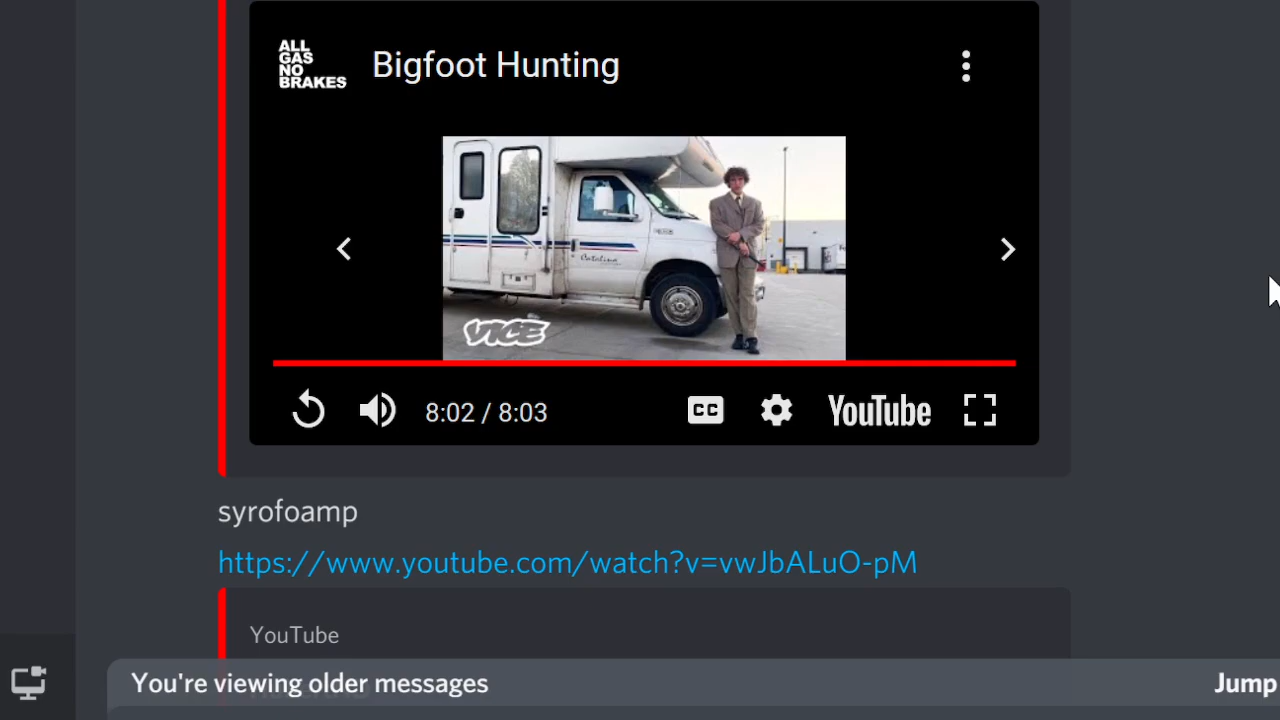 ALL
GAS
NO
BRAKES
Bigfoot Hunting
Catalina
VICE
8:02 / 8:03
CC
YouTube
syrofoamp
https://www.youtube.com/watch?v=vwJbALuO-pM
YouTube
You're viewing older messages
Jump